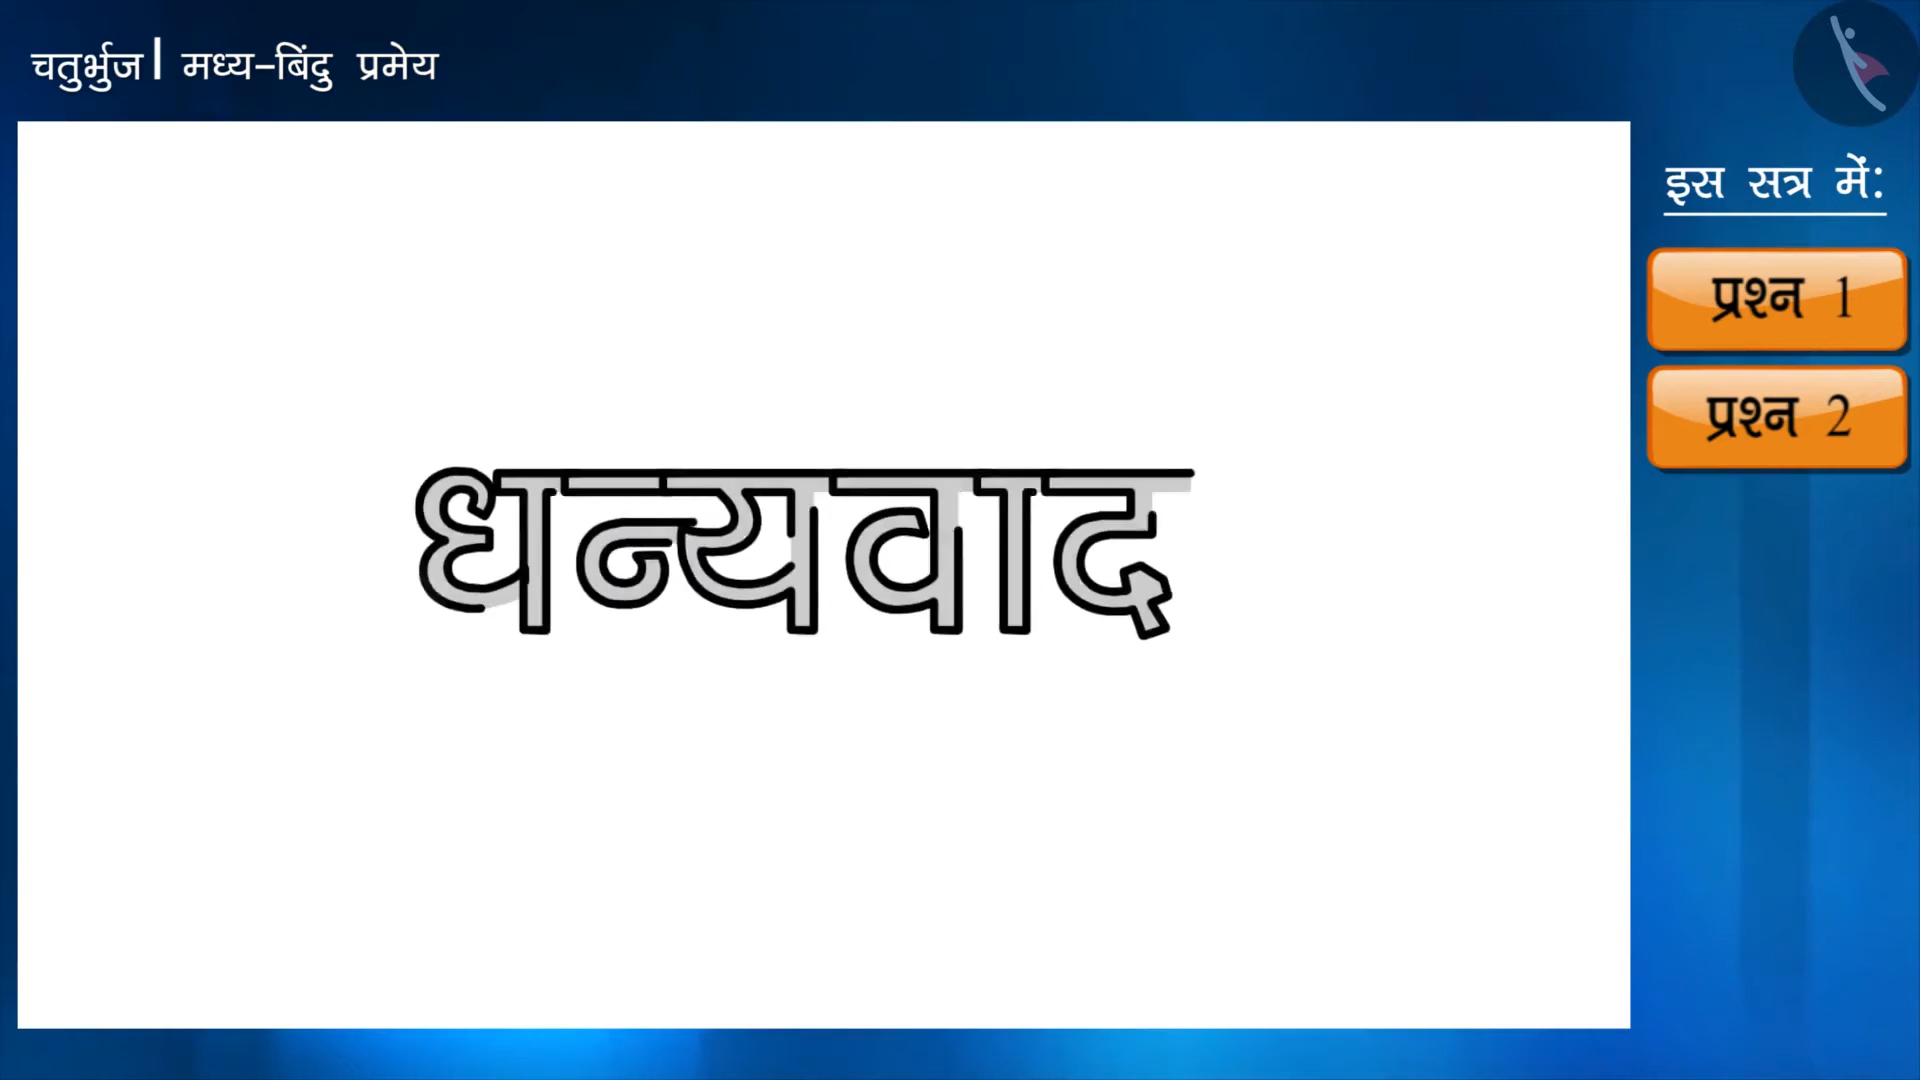 चतुर्भुज| मध्य-बिंदु प्रमेय
इस सत्र में:
प्रश्न 1
प्रश्न 2
धन्यवाद